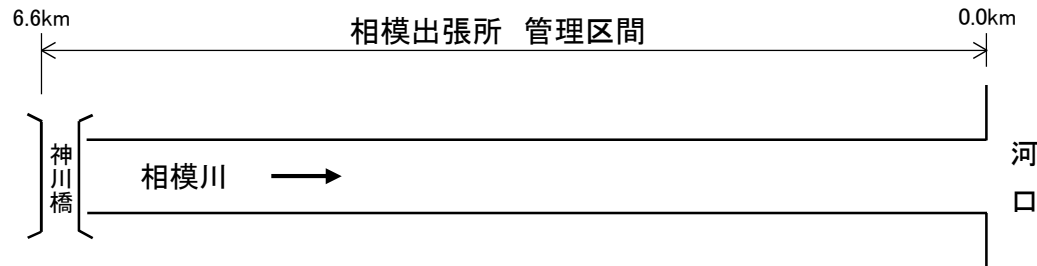 6.6km
0.0km
相模出張所　管理区間
神川橋
相模川
河口